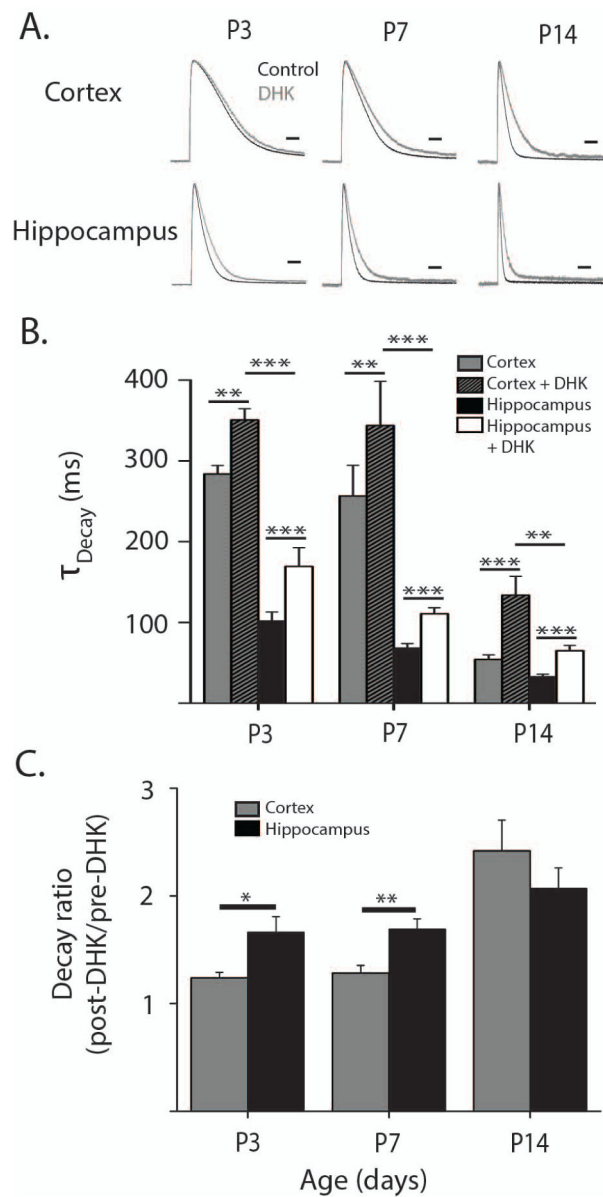 A.
P3 P7 P14
Cortex
Control
DHK
Hippocampus
B.
τDecay (ms)
400
300
200
100
** *** ** *** *** ** *** *** ***
Cortex
Cortex + DHK
Hippocampus
Hippocampus
+ DHK
P3 P7 P14
C.
Decay ratio
(post-DHK/pre-DHK)
3
2
1
Cortex
Hippocampus
* **
P3 P7 P14
Age (days)